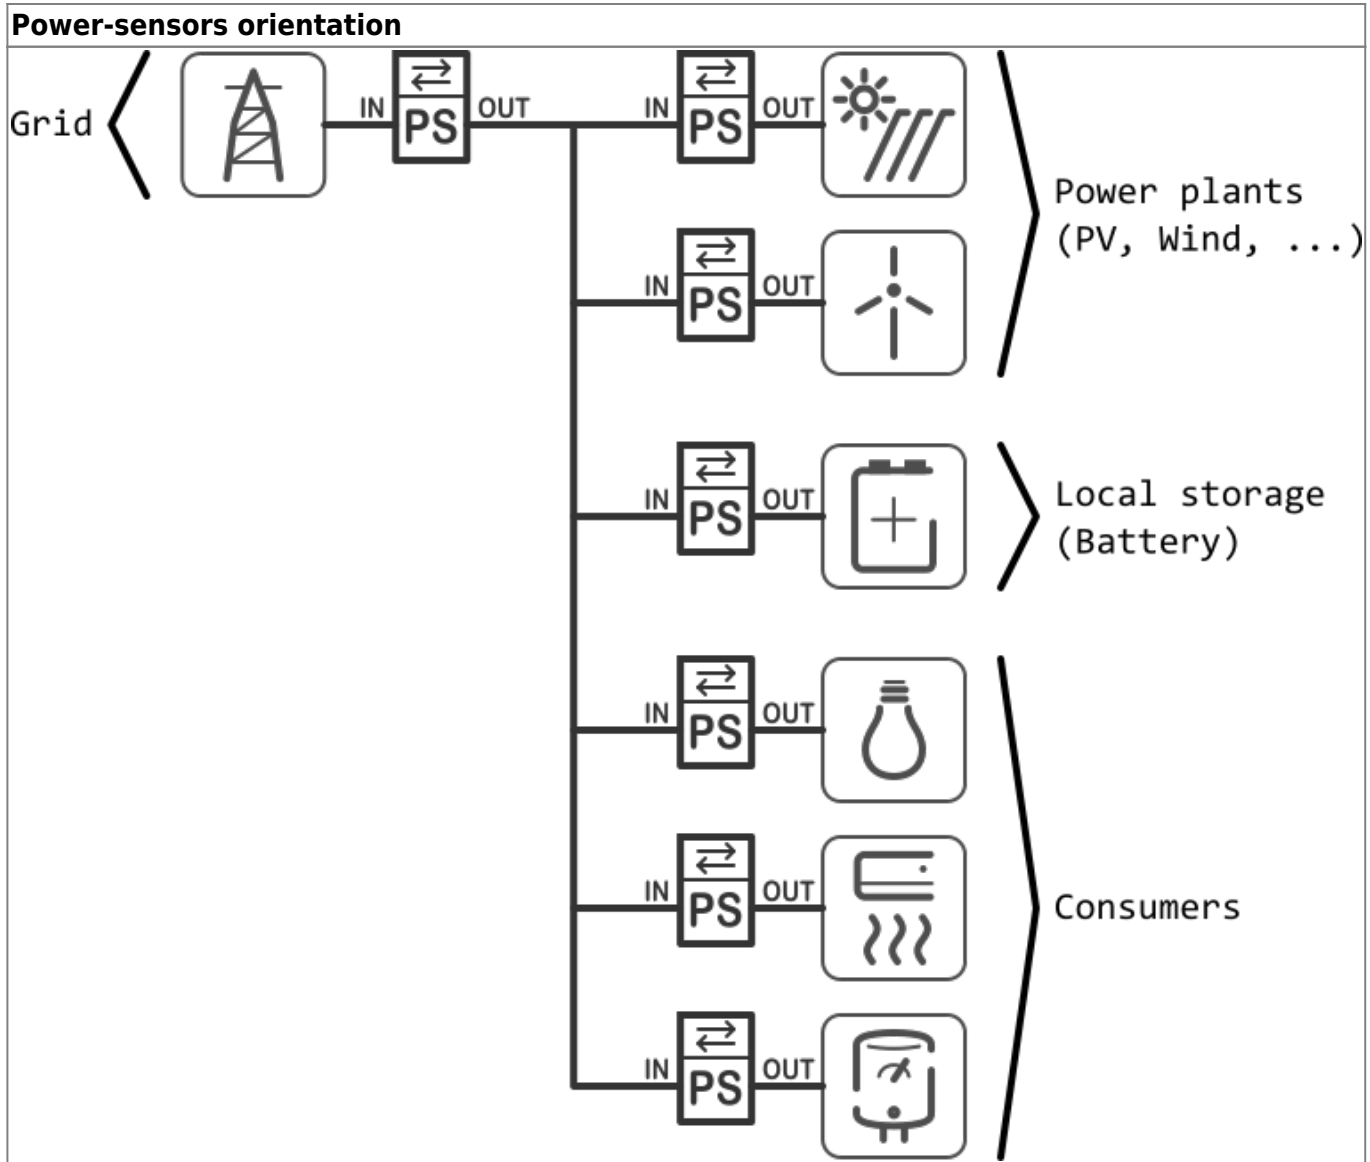 Power-sensors orientation
Grid
IN PS OUT
IN PS OUT
Power plants
(PV, Wind, ...)
IN PS OUT
IN PS OUT
Local storage
(Battery)
IN PS OUT
IN PS OUT
Consumers
IN PS OUT